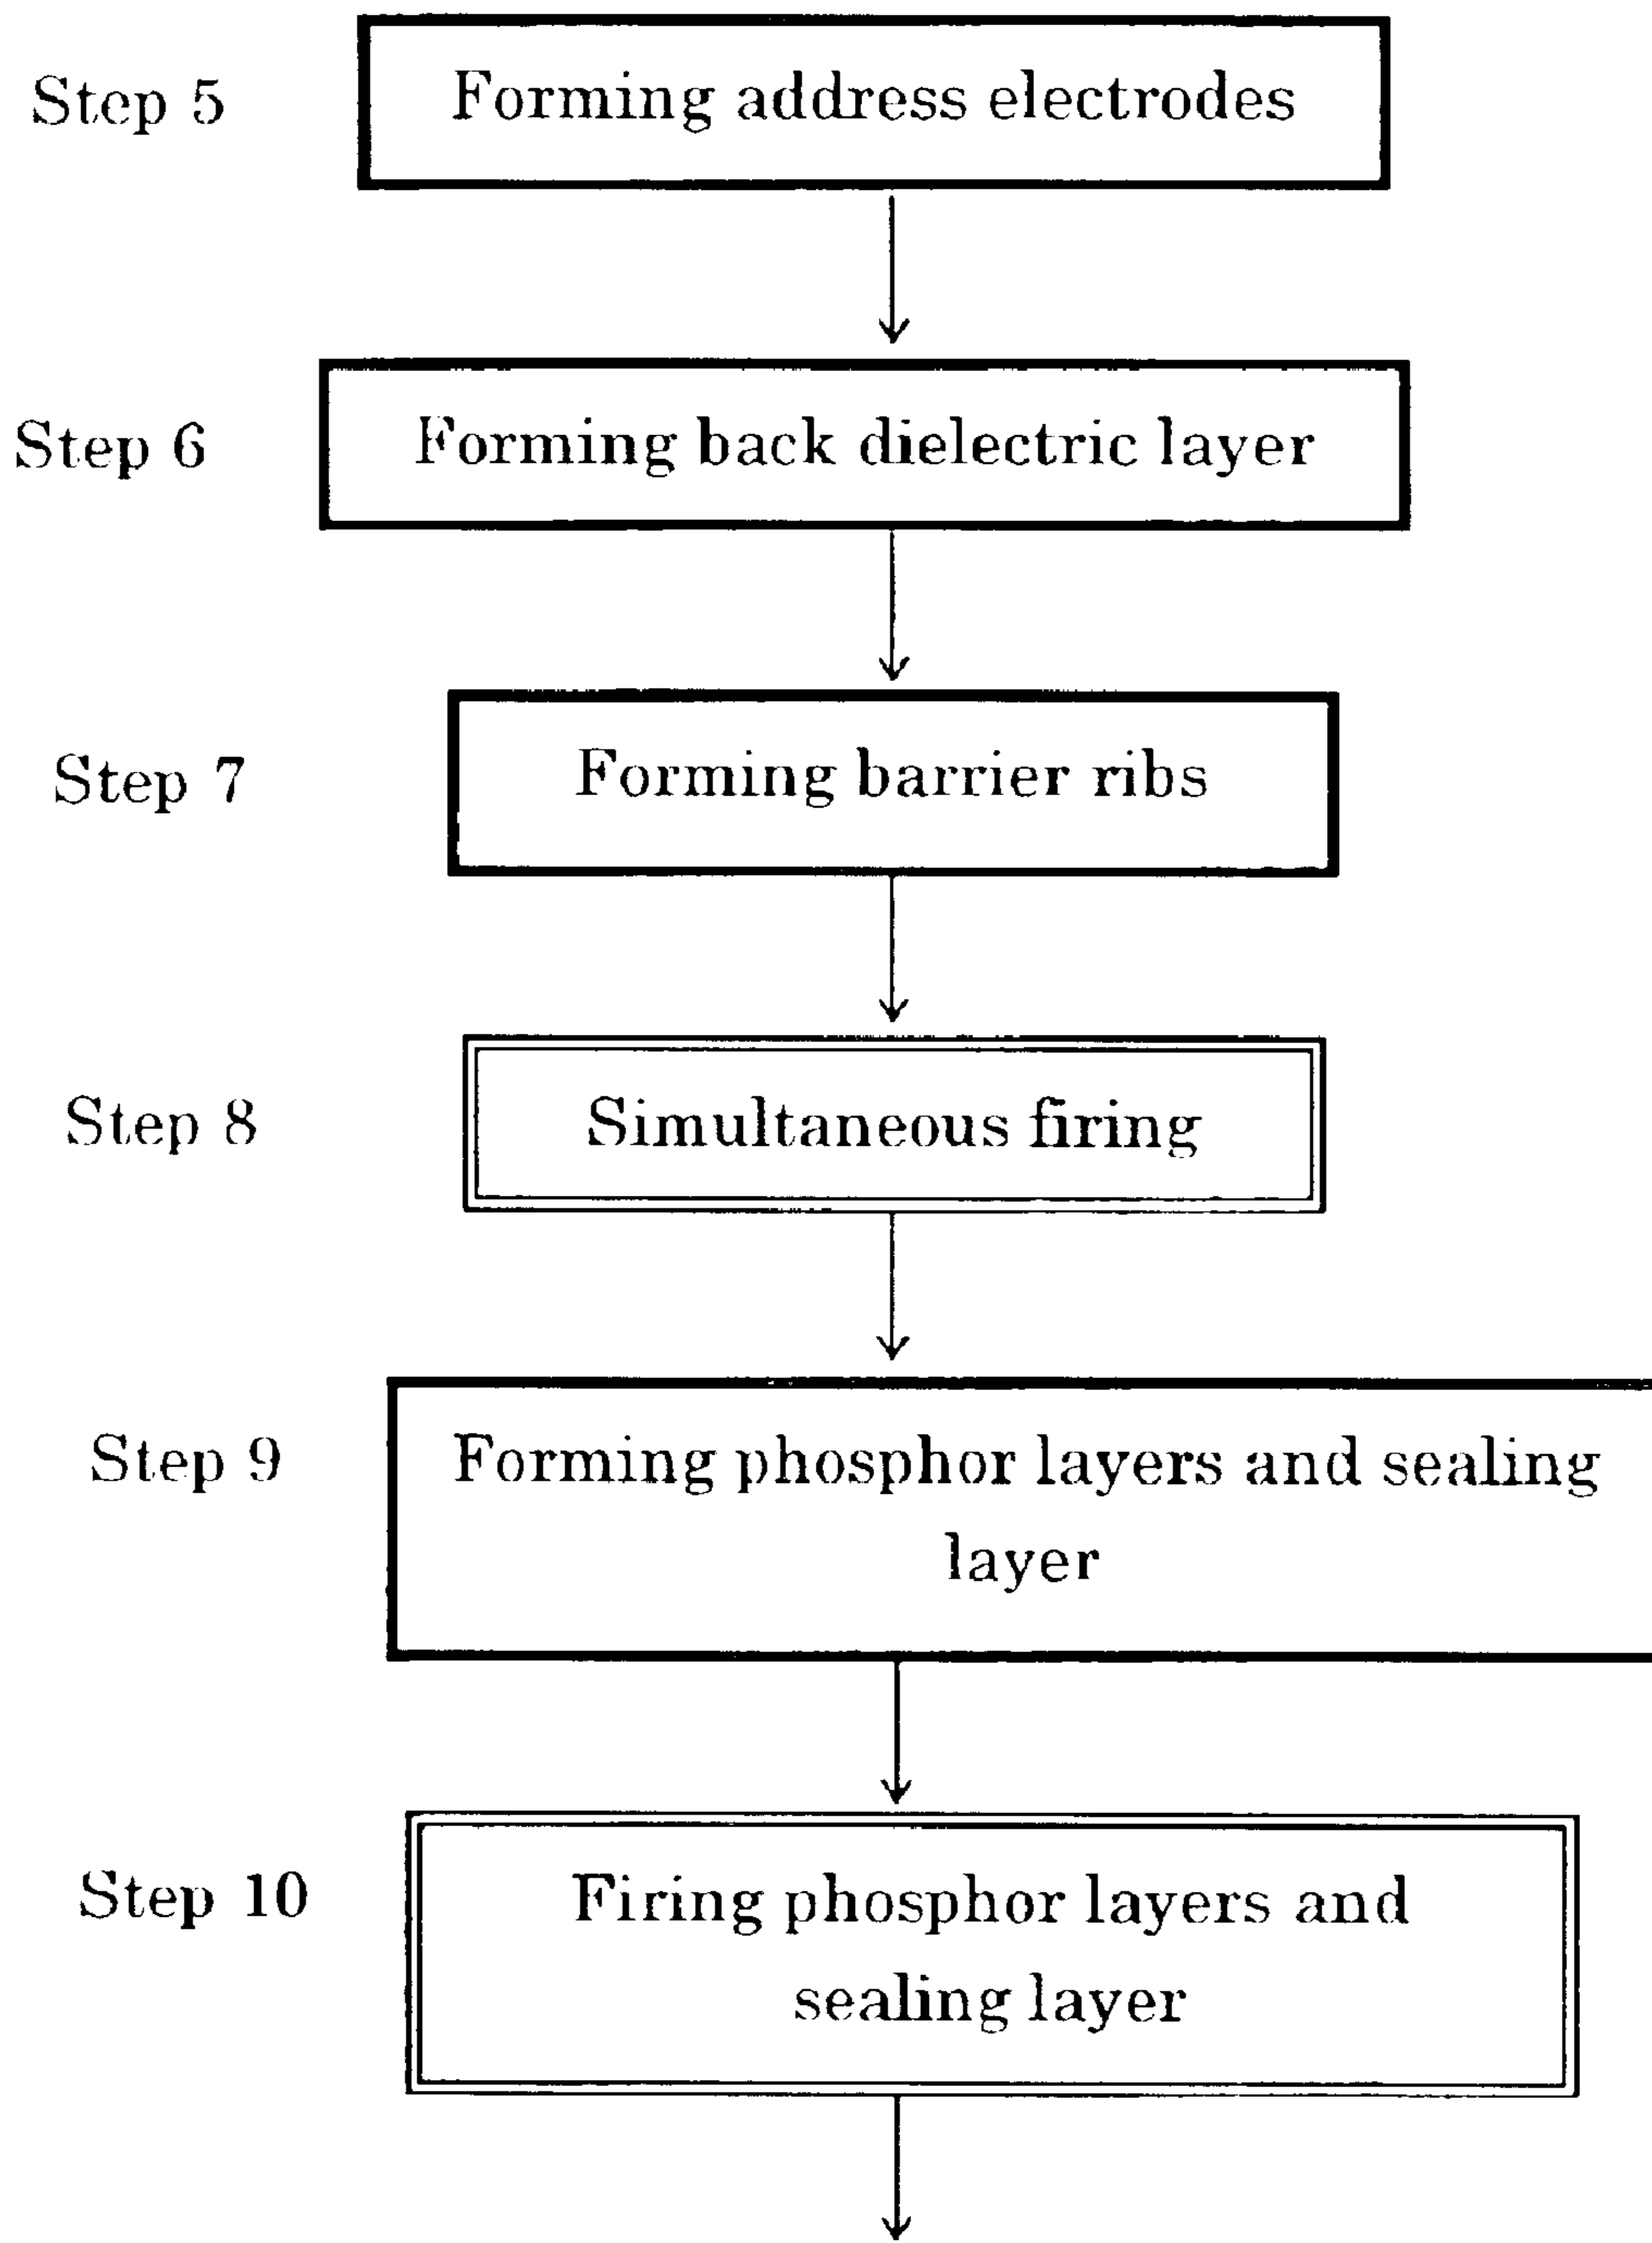 Step 5
Forming address electrodes
Step 6
Forming back dielectric layer
Step 7
Forming barrier ribs
Step 8
Simultaneous firing
Step 9
Forming phosphor layers and sealing
layer
Step 10
Firing phosphor layers and
sealing layer